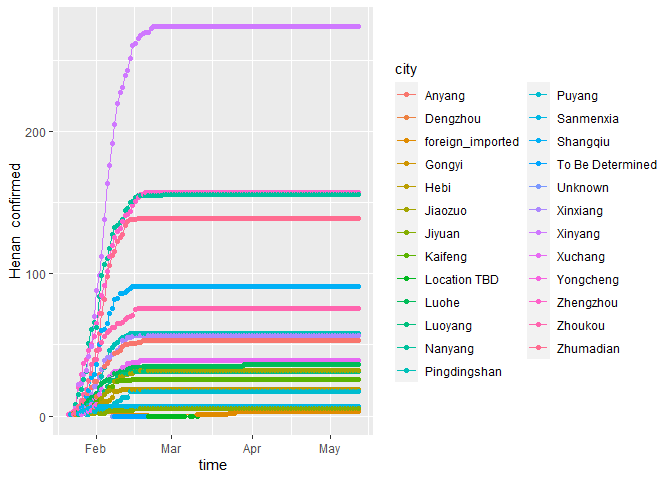 Henan confirmed
200
100
0
Feb
Mar
Apr
May
time
city
Anyang
Dengzhou
foreign_imported
Gongyi
Hebi
Jiaozuo
Jiyuan
Kaifeng
Location TBD
Luohe
Luoyang
Nanyang
Pingdingshan
Puyang
Sanmenxia
Shangqiu
To Be Determined
Unknown
Xinxiang
Xinyang
Xuchang
Yongcheng
Zhengzhou
Zhoukou
Zhumadian